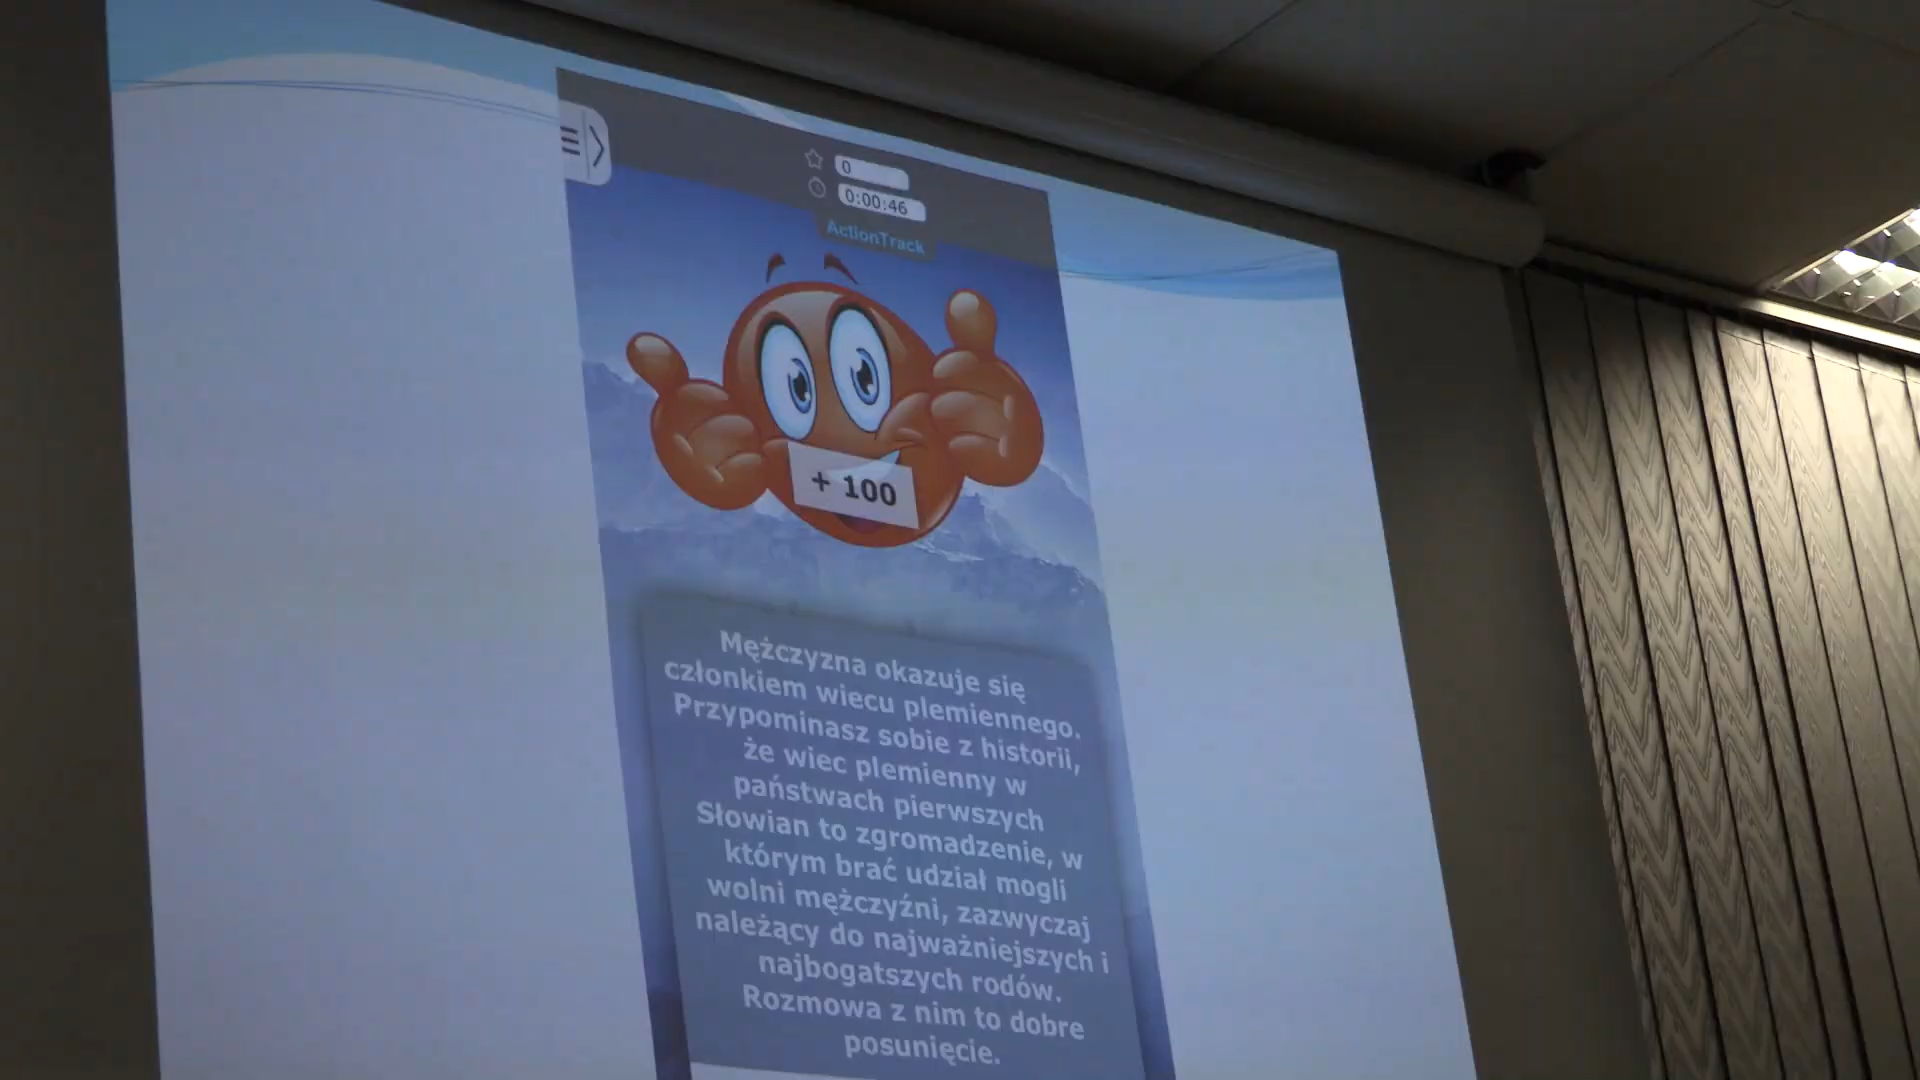 0
0:00:46
ActionTrack
+ 100
Mężczyzna okazuje się
członkiem wiecu plemiennego.
Przypominasz sobie z historii,
że wiec plemienny w
państwach pierwszych
Słowian to zgromadzenie, w
którym brać udział mogli
wolni mężczyźni, zazwyczaj
należący do najważniejszych i
najbogatszych rodów.
Rozmowa z nim to dobre
posunięcie.